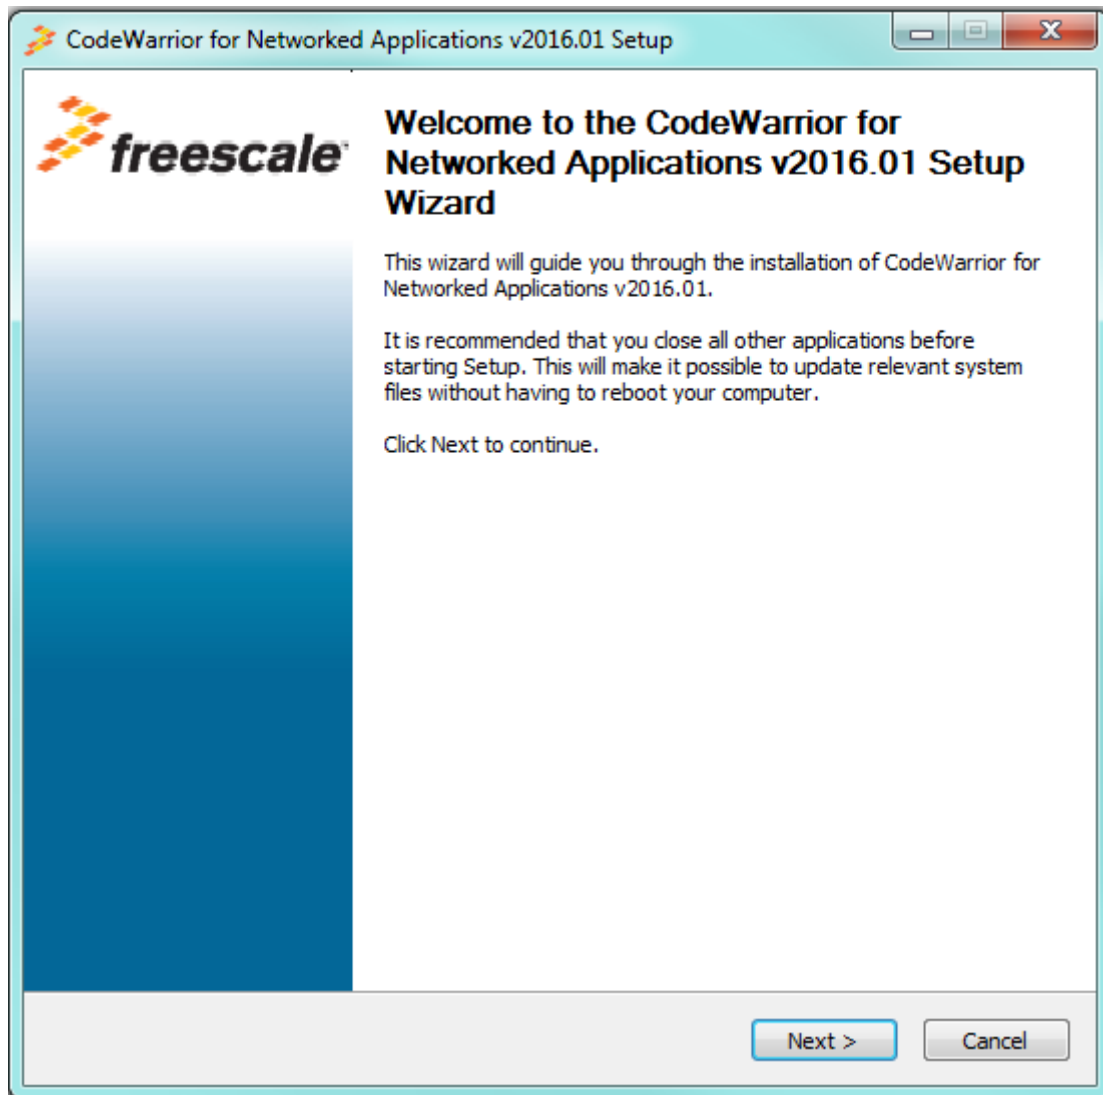 CodeWarrior for Networked Applications v2016.01 Setup
freescale
Welcome to the CodeWarrior for
Networked Applications v2016.01 Setup
Wizard
This wizard will guide you through the installation of CodeWarrior for
Networked Applications v2016.01.
It is recommended that you close all other applications before
starting Setup. This will make it possible to update relevant system
files without having to reboot your computer.
Click Next to continue.
Next >
Cancel